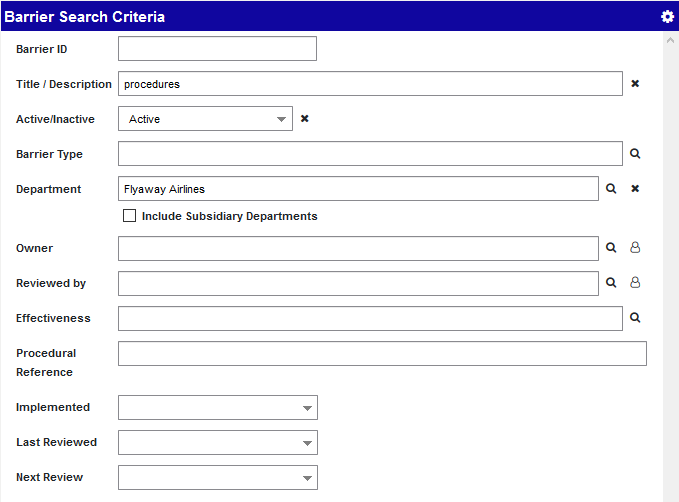 Barrier Search Criteria
Barrier ID
Title / Description procedures
Active/Inactive Active
Barrier Type
Department Flyaway Airlines
Include Subsidiary Departments
Owner
Reviewed by
Effectiveness
Procedural
Reference
Implemented
Last Reviewed
Next Review